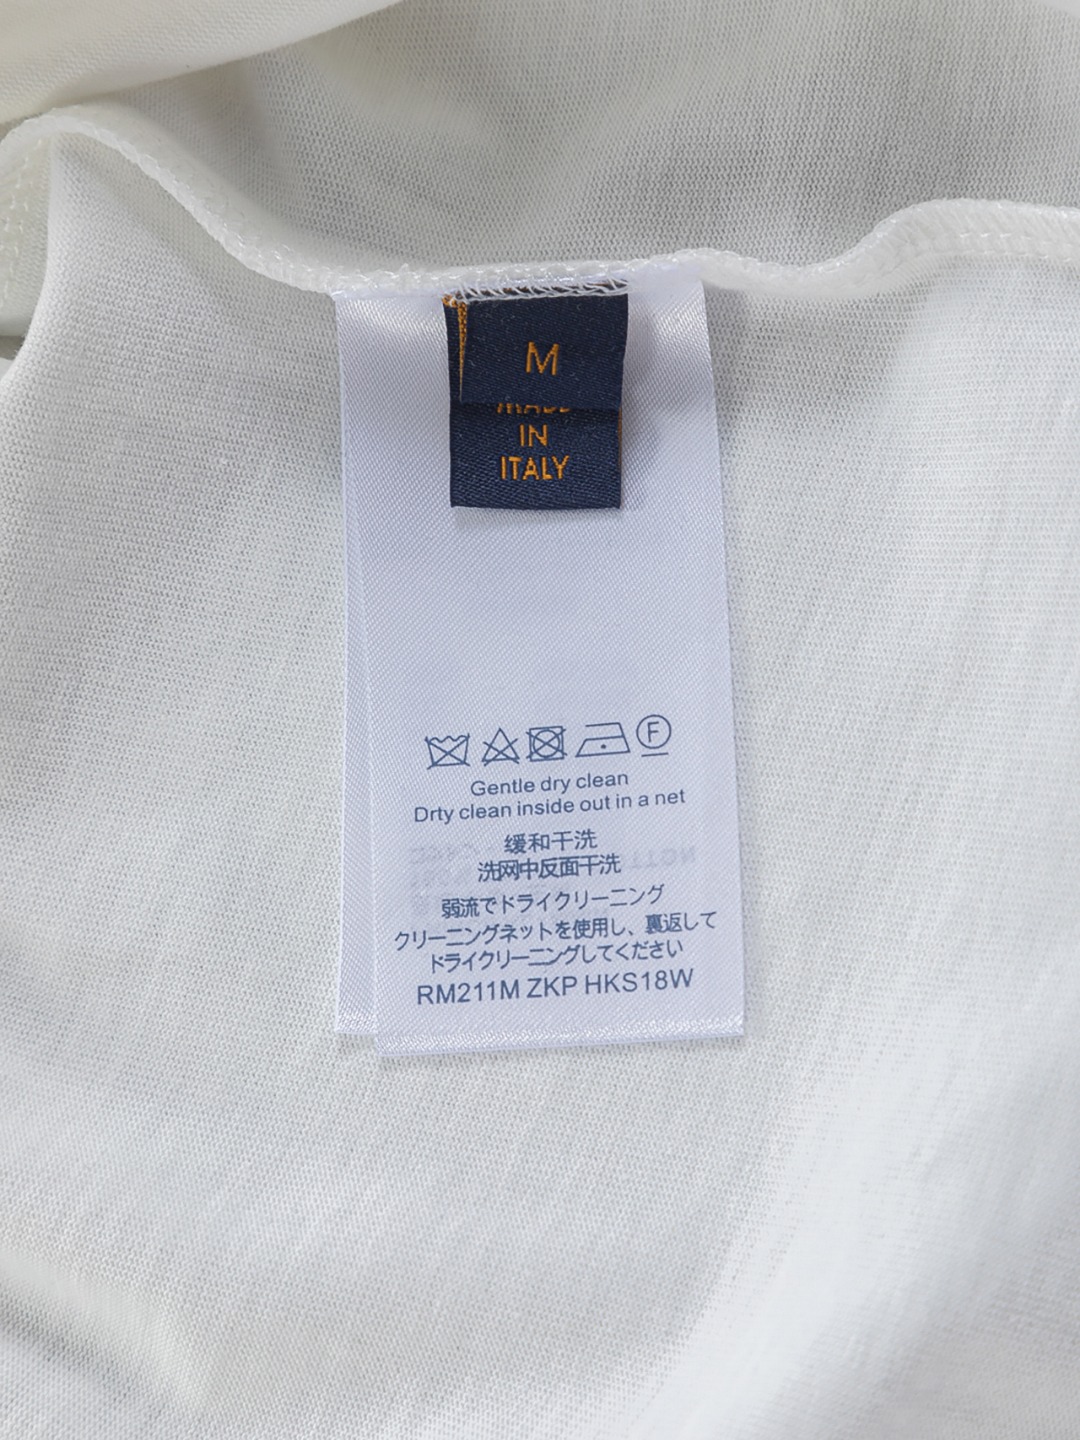 M
MADE
IN
ITALY
F
Gentle dry clean
Drty clean inside out in a net
缓和干洗
洗网中反面干洗
弱流でドライクリーニング
クリーニングネットを使用し、裏返して
ドライクリーニングしてください
RM211M ZKP HKS18W